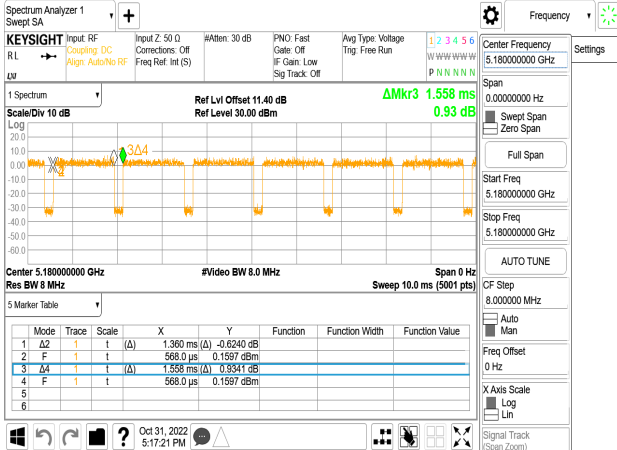 Spectrum Analyzer 1
Swept SA
Frequency
KEYSIGHT
Input: RF
Coupling: DC
Align: Auto/No RF
Input Z: 50 Ω
Corrections: Off
Freq Ref: Int (S)
#Atten: 30 dB
PNO: Fast
Gate: Off
IF Gain: Low
Sig Track: Off
Avg Type: Voltage
Trig: Free Run
1 2 3 4 5 6
W W W W W W
P N N N N N
RL
LXI
Center Frequency
5.180000000 GHz
Settings
1 Spectrum
Scale/Div 10 dB
Ref Lvl Offset 11.40 dB
Ref Level 30.00 dBm
ΔMkr3 1.558 ms
0.93 dB
Log
20.0
10.0
0.00
-10.0
-20.0
-30.0
-40.0
-50.0
-60.0
3Δ4
Center 5.180000000 GHz
Res BW 8 MHz
#Video BW 8.0 MHz
Span 0 Hz
Sweep 10.0 ms (5001 pts)
Span
0.00000000 Hz
Swept Span
Zero Span
Full Span
Start Freq
5.180000000 GHz
Stop Freq
5.180000000 GHz
AUTO TUNE
CF Step
8.000000 MHz
Auto
Man
Freq Offset
0 Hz
X Axis Scale
Log
Lin
Signal Track
(Span Zoom)
5 Marker Table
Mode Trace Scale X Y Function Function Width Function Value
1 Δ2 1 t (Δ) 1.360 ms (Δ) -0.6240 dB
2 F 1 t 568.0 µs 0.1597 dBm
3 Δ4 1 t (Δ) 1.558 ms (Δ) 0.9341 dB
4 F 1 t 568.0 µs 0.1597 dBm
5
6
?
Oct 31, 2022
5:17:21 PM